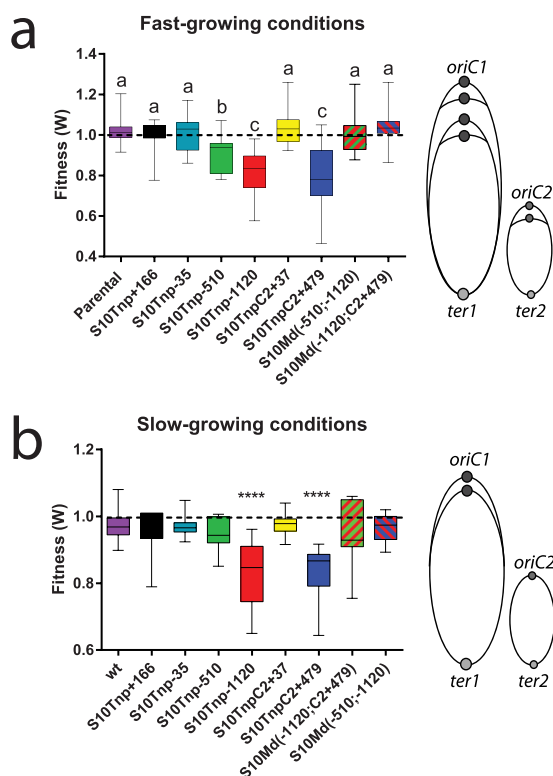 a
Fast-growing conditions
Fitness (W)
1.4
1.2
1.0
0.8
0.6
0.4
a
a
a
b
c
a
c
a
a
Parental
S10Tnp+166
S10Tnp-35
S10Tnp-510
S10Tnp-1120
S10TnpC2+37
S10TnpC2+479
S10Md(-510;-1120)
S10Md(-1120;C2+479)
oriC1
oriC2
ter1
ter2
b
Slow-growing conditions
Fitness (W)
1.2
1.0
0.8
0.6
****
****
wt
S10Tnp+166
S10Tnp-35
S10Tnp-510
S10Tnp-1120
S10TnpC2+37
S10TnpC2+479
S10Md(-1120;C2+479)
S10Md(-510;-1120)
oriC1
oriC2
ter1
ter2